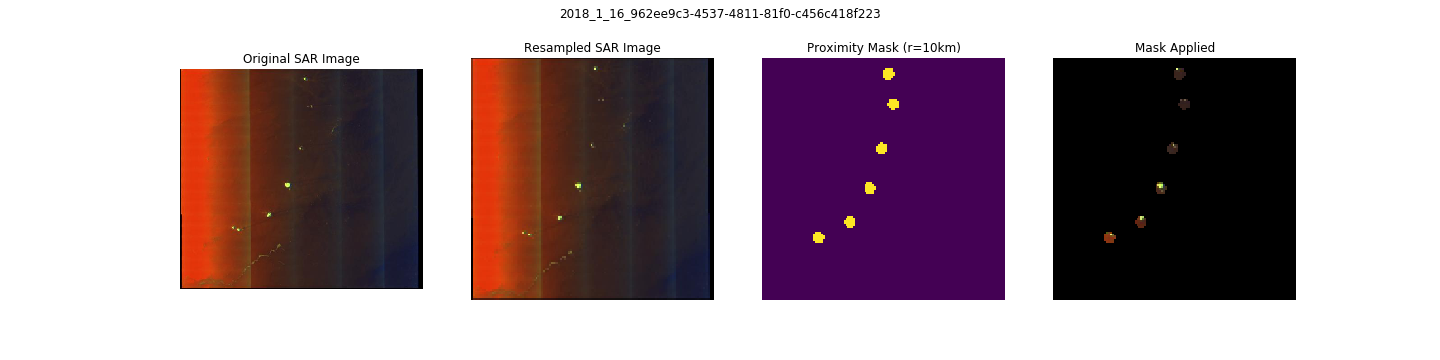 2018_1_16_962ee9c3-4537-4811-81f0-c456c418f223
Original SAR Image
Resampled SAR Image
Proximity Mask (r=10km)
Mask Applied